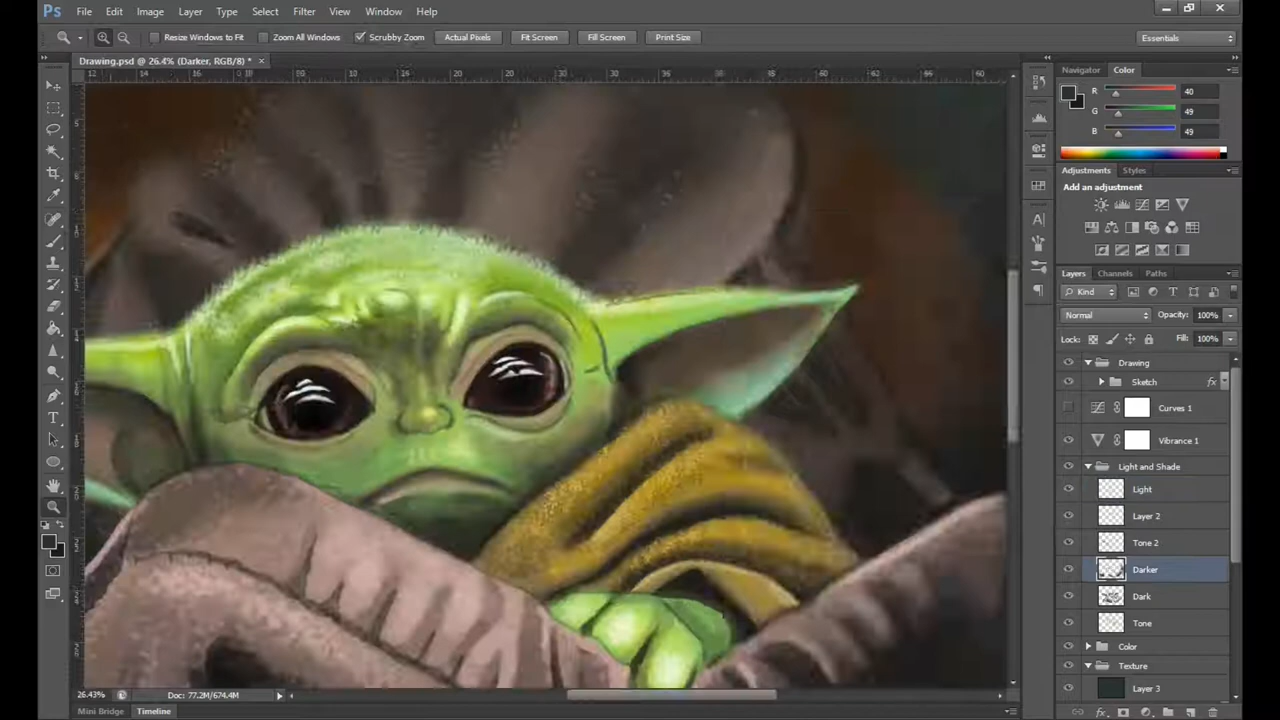 Ps File Edit Image Layer Type Select Filter View Window Help
Resize Windows to Fit Zoom All Windows Scrubby Zoom Actual Pixels Fit Screen Fill Screen Print Size Essentials
Drawing.psd @ 26.4% (Darker, RGB/8) *
Navigator Color
R 40
G 49
B 49
Adjustments Styles
Add an adjustment
Layers Channels Paths
Kind
Normal Opacity: 100%
Lock: Fill: 100%
Drawing
Sketch fx
Curves 1
Vibrance 1
Light and Shade
Light
Layer 2
Tone 2
Darker
Dark
Tone
Color
Texture
Layer 3
26.43% Doc: 77.2M/674.4M
Mini Bridge Timeline